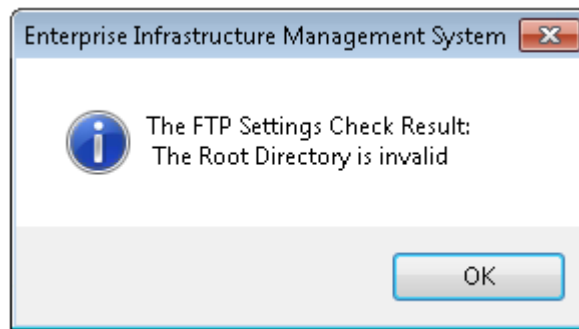 Enterprise Infrastructure Management System
The FTP Settings Check Result:
The Root Directory is invalid
OK